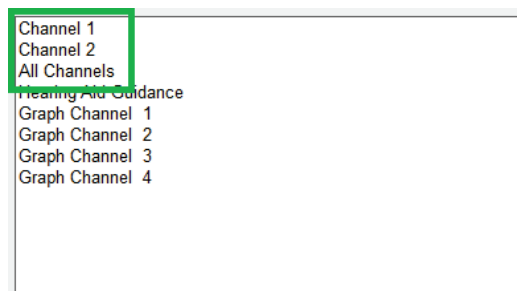 Channel 1
Channel 2
All Channels
Hearing Aid Guidance
Graph Channel 1
Graph Channel 2
Graph Channel 3
Graph Channel 4